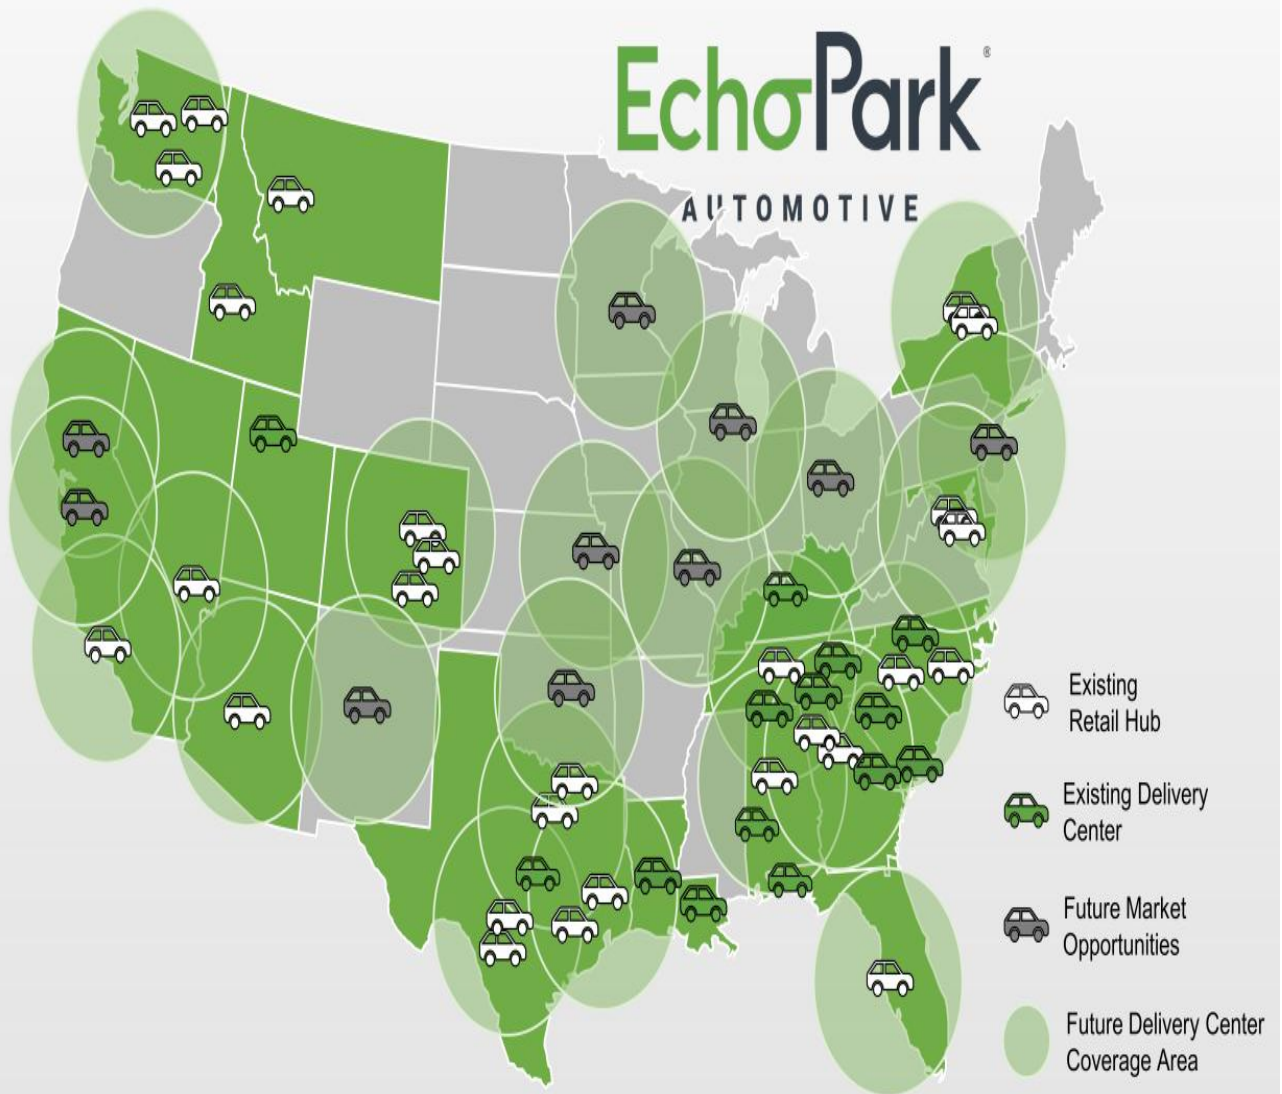 EchoPark®
AUTOMOTIVE
Existing
Retail Hub
Existing Delivery
Center
Future Market
Opportunities
Future Delivery Center
Coverage Area